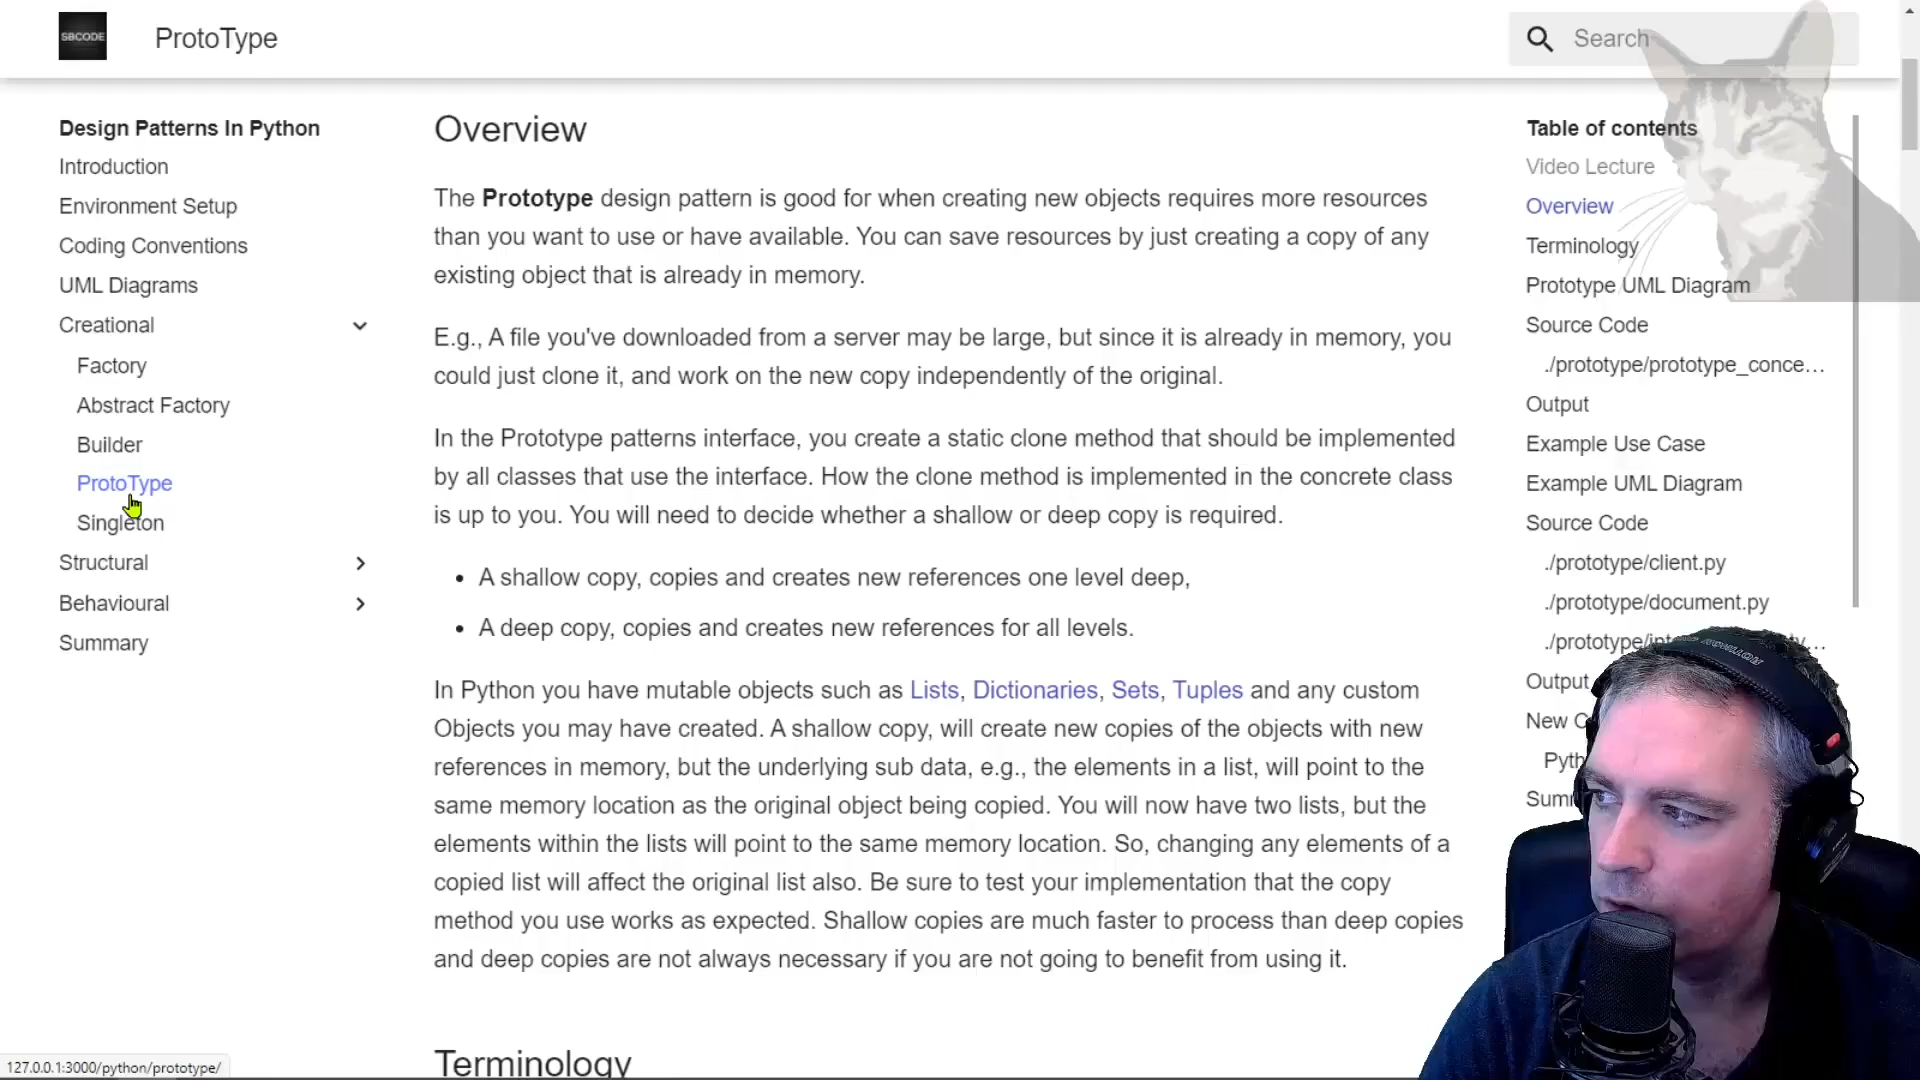 SBCODE
ProtoType
Search
Design Patterns In Python
Introduction
Environment Setup
Coding Conventions
UML Diagrams
Creational
Factory
Abstract Factory
Builder
ProtoType
Singleton
Structural
Behavioural
Summary
Overview
The Prototype design pattern is good for when creating new objects requires more resources
than you want to use or have available. You can save resources by just creating a copy of any
existing object that is already in memory.
E.g., A file you've downloaded from a server may be large, but since it is already in memory, you
could just clone it, and work on the new copy independently of the original.
In the Prototype patterns interface, you create a static clone method that should be implemented
by all classes that use the interface. How the clone method is implemented in the concrete class
is up to you. You will need to decide whether a shallow or deep copy is required.
• A shallow copy, copies and creates new references one level deep,
• A deep copy, copies and creates new references for all levels.
In Python you have mutable objects such as Lists, Dictionaries, Sets, Tuples and any custom
Objects you may have created. A shallow copy, will create new copies of the objects with new
references in memory, but the underlying sub data, e.g., the elements in a list, will point to the
same memory location as the original object being copied. You will now have two lists, but the
elements within the lists will point to the same memory location. So, changing any elements of a
copied list will affect the original list also. Be sure to test your implementation that the copy
method you use works as expected. Shallow copies are much faster to process than deep copies
and deep copies are not always necessary if you are not going to benefit from using it.
Terminology
Table of contents
Video Lecture
Overview
Terminology
Prototype UML Diagram
Source Code
./prototype/prototype_conce…
Output
Example Use Case
Example UML Diagram
Source Code
./prototype/client.py
./prototype/document.py
./prototype/int
Output
New C
Pyth
Sum
127.0.0.1:3000/python/prototype/